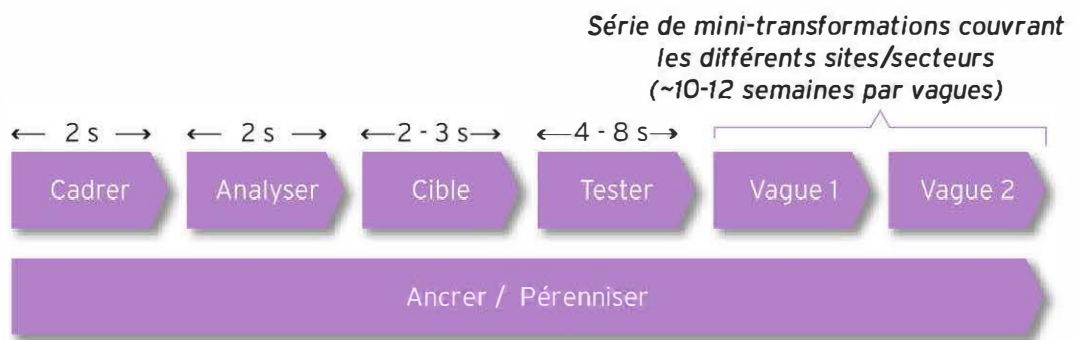 Série de mini-transformations couvrant
les différents sites/secteurs
(~10-12 semaines par vagues)
← 2 s → ← 2 s → ←2 - 3 s→ ←4 - 8 s→
Cadrer Analyser Cible Tester Vague 1 Vague 2
Ancrer / Pérenniser